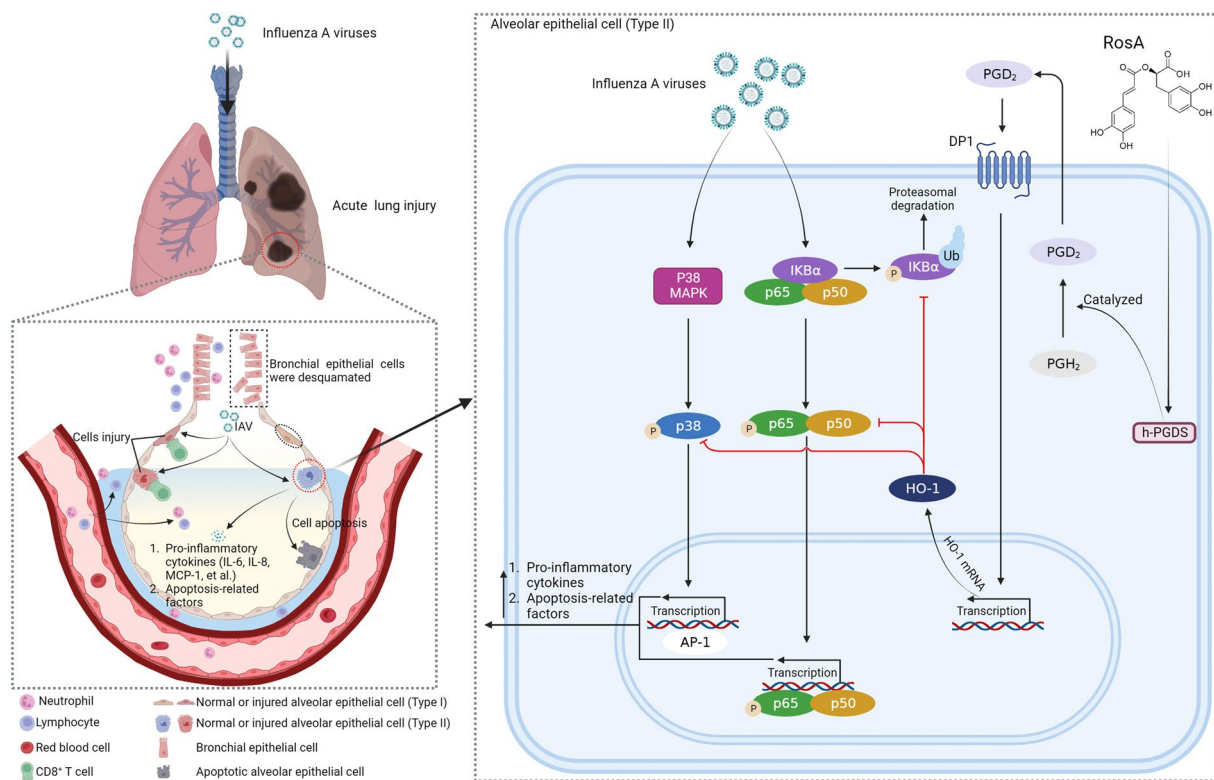 Influenza A viruses
Acute lung injury
Bronchial epithelial cells
were desquamated
IAV
Cells injury
Cell apoptosis
1. Pro-inflammatory
cytokines (IL-6, IL-8,
MCP-1, et al.)
2. Apoptosis-related
factors
Neutrophil
Lymphocyte
Red blood cell
CD8⁺ T cell
Normal or injured alveolar epithelial cell (Type I)
Normal or injured alveolar epithelial cell (Type II)
Bronchial epithelial cell
Apoptotic alveolar epithelial cell
Alveolar epithelial cell (Type II)
Influenza A viruses
PGD₂
RosA
O
O
O
OH
OH
OH
HO
OH
DP1
Proteasomal
degradation
P38
MAPK
IKBα
p65
p50
P
IKBα
Ub
PGD₂
Catalyzed
PGH₂
h-PGDS
P
p38
P
p65
p50
HO-1
HO-1 mRNA
1. Pro-inflammatory
cytokines
2. Apoptosis-related
factors
Transcription
AP-1
Transcription
Transcription
P
p65
p50